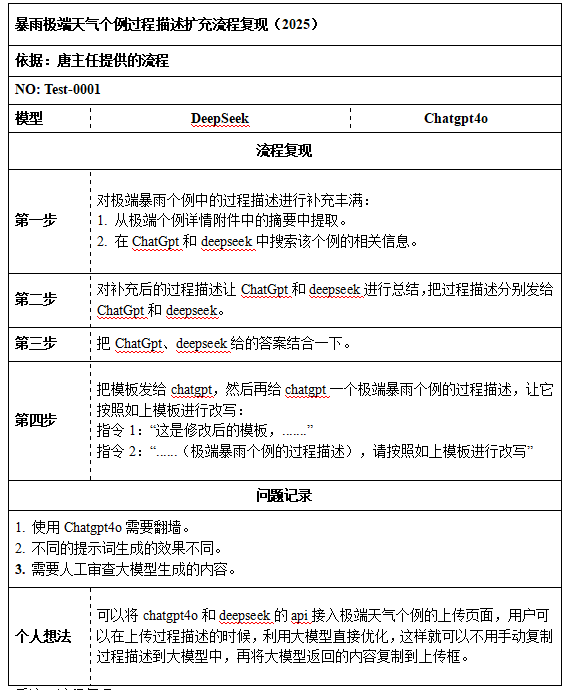 暴雨极端天气个例过程描述扩充流程复现（2025）
依据：唐主任提供的流程
NO: Test-0001
模型 DeepSeek Chatgpt4o
流程复现
第一步
对极端暴雨个例中的过程描述进行补充丰满：
1. 从极端个例详情附件中的摘要中提取。
2. 在 ChatGpt 和 deepseek 中搜索该个例的相关信息。
第二步
对补充后的过程描述让 ChatGpt 和 deepseek 进行总结，把过程描述分别发给
ChatGpt 和 deepseek。
第三步
把 ChatGpt、deepseek 给的答案结合一下。
第四步
把模板发给 chatgpt，然后再给 chatgpt 一个极端暴雨个例的过程描述，让它
按照如上模板进行改写：
指令 1：“这是修改后的模板，.......”
指令 2：“......（极端暴雨个例的过程描述），请按照如上模板进行改写”
问题记录
1. 使用 Chatgpt4o 需要翻墙。
2. 不同的提示词生成的效果不同。
3. 需要人工审查大模型生成的内容。
个人想法
可以将 chatgpt4o 和 deepseek 的 api 接入极端天气个例的上传页面，用户可
以在上传过程描述的时候，利用大模型直接优化，这样就可以不用手动复制
过程描述到大模型中，再将大模型返回的内容复制到上传框。